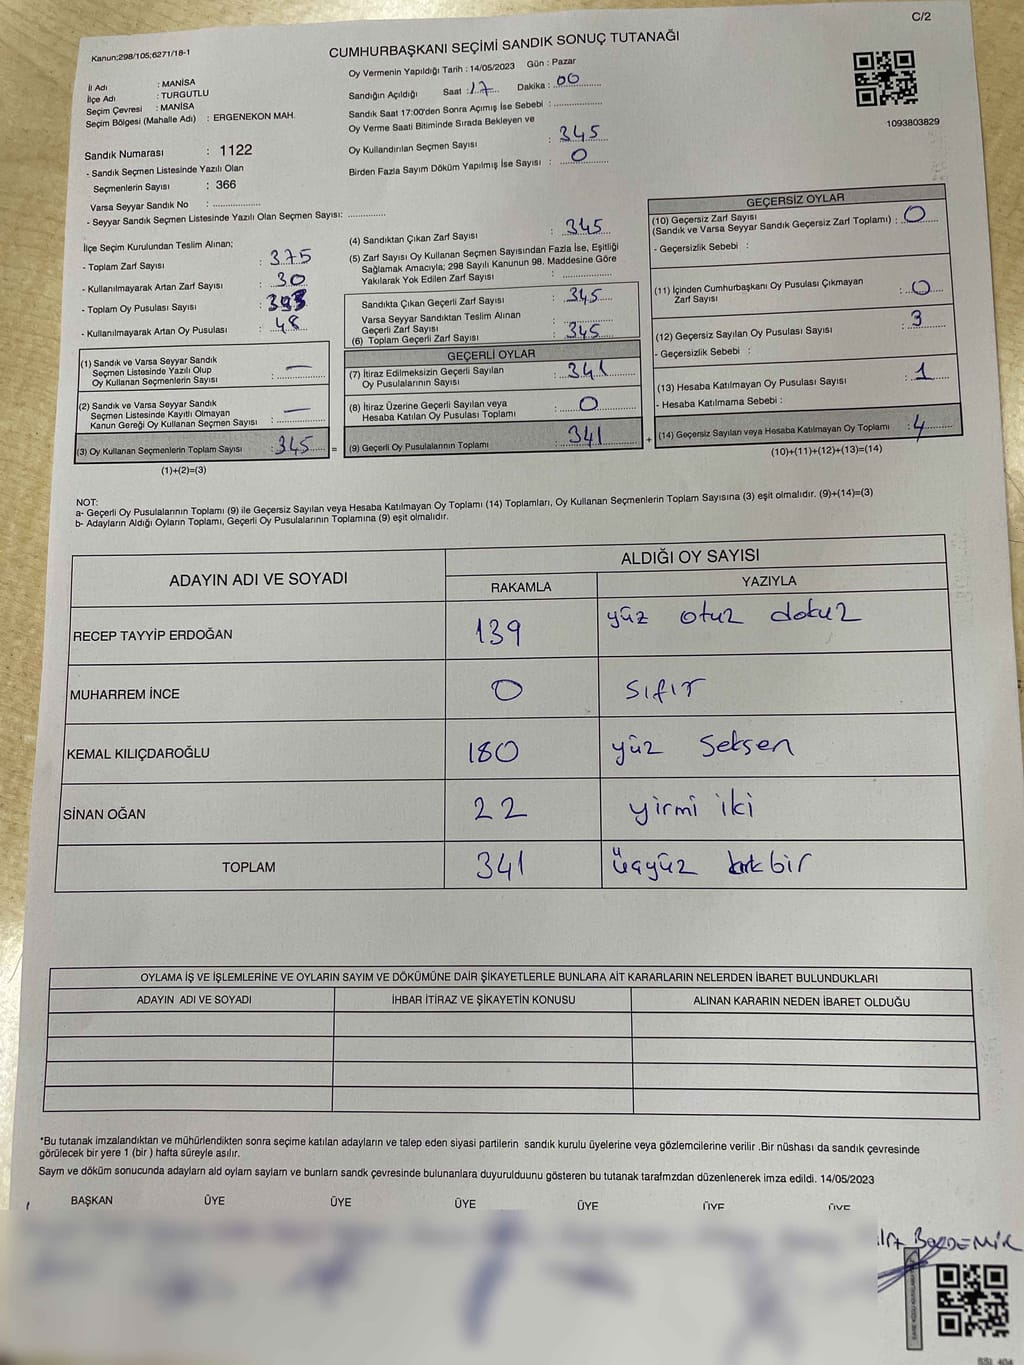 C/2
Kanun;298/105;6271/18-1
CUMHURBAŞKANI SEÇİMİ SANDIK SONUÇ TUTANAĞI
İl Adı : MANİSA
İlçe Adı : TURGUTLU
Seçim Çevresi : MANİSA
Seçim Bölgesi (Mahalle Adı) : ERGENEKON MAH.
Sandık Numarası : 1122
- Sandık Seçmen Listesinde Yazılı Olan
Seçmenlerin Sayısı : 366
Varsa Seyyar Sandık No : ...................
- Seyyar Sandık Seçmen Listesinde Yazılı Olan Seçmen Sayısı: ...............
Oy Vermenin Yapıldığı Tarih : 14/05/2023 Gün : Pazar
Sandığın Açıldığı Saat : 17 Dakika : 00
Sandık Saat 17:00'den Sonra Açımış İse Sebebi : ...................
Oy Verme Saati Bitiminde Sırada Bekleyen ve
Oy Kullandırılan Seçmen Sayısı : 345
Birden Fazla Sayım Döküm Yapılmış İse Sayısı : 0
1093803829
İlçe Seçim Kurulundan Teslim Alınan;
- Toplam Zarf Sayısı : 375
- Kullanılmayarak Artan Zarf Sayısı : 30
- Toplam Oy Pusulası Sayısı : 393
- Kullanılmayarak Artan Oy Pusulası : 48
(1) Sandık ve Varsa Seyyar Sandık
Seçmen Listesinde Yazılı Olup
Oy Kullanan Seçmenlerin Sayısı : —
(2) Sandık ve Varsa Seyyar Sandık
Seçmen Listesinde Kayıtlı Olmayan
Kanun Gereği Oy Kullanan Seçmen Sayısı : —
(3) Oy Kullanan Seçmenlerin Toplam Sayısı : 345 =
(1)+(2)=(3)
(4) Sandıktan Çıkan Zarf Sayısı : 345
(5) Zarf Sayısı Oy Kullanan Seçmen Sayısından Fazla İse, Eşitliği
Sağlamak Amacıyla; 298 Sayılı Kanunun 98. Maddesine Göre
Yakılarak Yok Edilen Zarf Sayısı : ...................
Sandıkta Çıkan Geçerli Zarf Sayısı : 345
Varsa Seyyar Sandıktan Teslim Alınan
Geçerli Zarf Sayısı : ...................
(6) Toplam Geçerli Zarf Sayısı : 345
GEÇERLİ OYLAR
(7) İtiraz Edilmeksizin Geçerli Sayılan
Oy Pusulalarının Sayısı : 341
(8) İtiraz Üzerine Geçerli Sayılan veya
Hesaba Katılan Oy Pusulası Toplamı : 0
(9) Geçerli Oy Pusulalarının Toplamı : 341 +
GEÇERSİZ OYLAR
(10) Geçersiz Zarf Sayısı
(Sandık ve Varsa Seyyar Sandık Geçersiz Zarf Toplamı) : 0
- Geçersizlik Sebebi :
(11) İçinden Cumhurbaşkanı Oy Pusulası Çıkmayan
Zarf Sayısı : 0
(12) Geçersiz Sayılan Oy Pusulası Sayısı : 3
- Geçersizlik Sebebi :
(13) Hesaba Katılmayan Oy Pusulası Sayısı : 1
- Hesaba Katılmama Sebebi :
(14) Geçersiz Sayılan veya Hesaba Katılmayan Oy Toplamı : 4
(10)+(11)+(12)+(13)=(14)
NOT:
a- Geçerli Oy Pusulalarının Toplamı (9) ile Geçersiz Sayılan veya Hesaba Katılmayan Oy Toplamı (14) Toplamları, Oy Kullanan Seçmenlerin Toplam Sayısına (3) eşit olmalıdır. (9)+(14)=(3)
b- Adayların Aldığı Oyların Toplamı, Geçerli Oy Pusulalarının Toplamına (9) eşit olmalıdır.
ADAYIN ADI VE SOYADI ALDIĞI OY SAYISI
RAKAMLA YAZIYLA
RECEP TAYYİP ERDOĞAN 139 yüz otuz dokuz
MUHARREM İNCE 0 sıfır
KEMAL KILIÇDAROĞLU 180 yüz seksen
SİNAN OĞAN 22 yirmi iki
TOPLAM 341 üçyüz kırk bir
OYLAMA İŞ VE İŞLEMLERİNE VE OYLARIN SAYIM VE DÖKÜMÜNE DAİR ŞİKAYETLERLE BUNLARA AİT KARARLARIN NELERDEN İBARET BULUNDUKLARI
ADAYIN ADI VE SOYADI İHBAR İTİRAZ VE ŞİKAYETİN KONUSU ALINAN KARARIN NEDEN İBARET OLDUĞU
*Bu tutanak imzalandıktan ve mühürlendikten sonra seçime katılan adayların ve talep eden siyasi partilerin sandık kurulu üyelerine veya gözlemcilerine verilir .Bir nüshası da sandık çevresinde
görülecek bir yere 1 (bir ) hafta süreyle asılır.
Saym ve döküm sonucunda adayların ald oylam saylam ve bunlarn sandk çevresinde bulunanlara duyurulduunu gösteren bu tutanak tarafmzdan düzenlenerek imza edildi. 14/05/2023
BAŞKAN ÜYE ÜYE ÜYE ÜYE ÜYE ÜYE